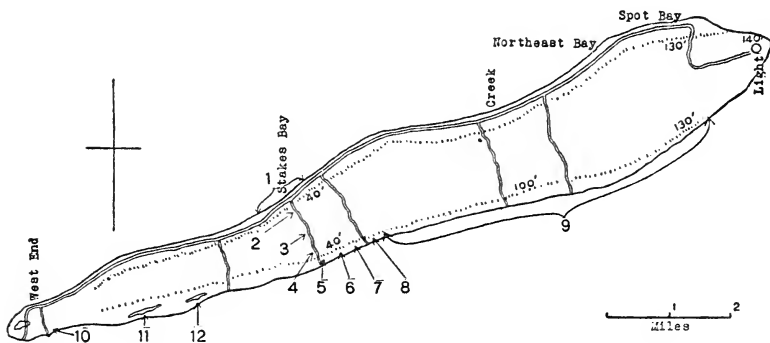 Spot Bay
Northeast Bay
130'
140'
Light
Creek
Stakes Bay
130'
1
40'
100'
9
2
3
40'
4
5
6
7
8
West End
10
11
12
1
2
Miles